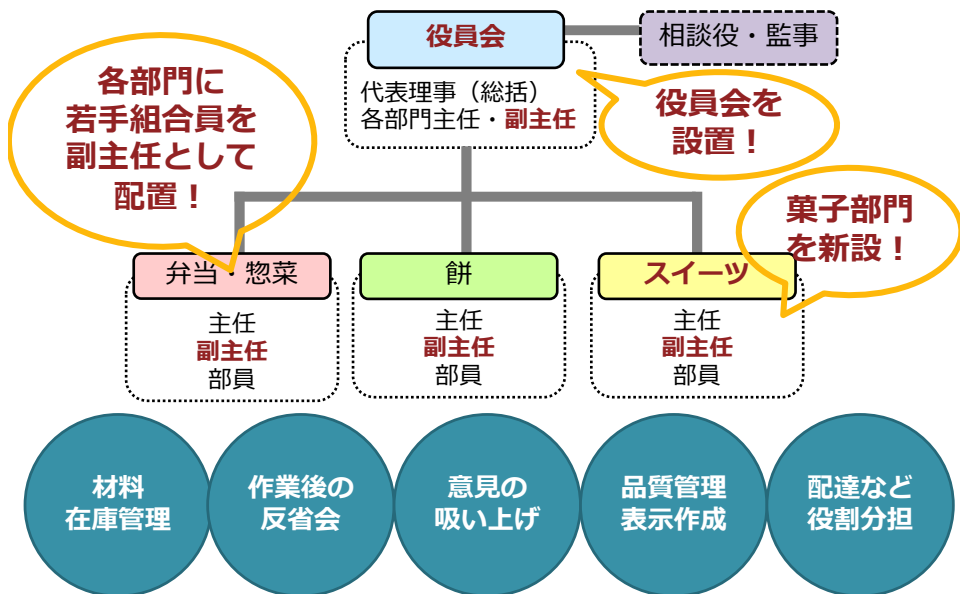 役員会
相談役・監事
代表理事（総括）
各部門主任・副主任
各部門に
若手組合員を
副主任として
配置！
役員会を
設置！
菓子部門
を新設！
弁当・惣菜
主任
副主任
部員
餅
主任
副主任
部員
スイーツ
主任
副主任
部員
材料
在庫管理
作業後の
反省会
意見の
吸い上げ
品質管理
表示作成
配達など
役割分担